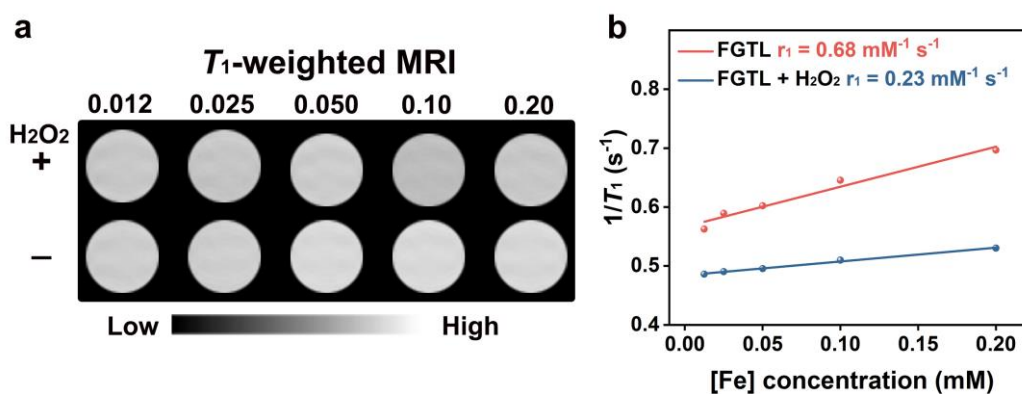 a
T₁-weighted MRI
0.012 0.025 0.050 0.10 0.20
H₂O₂
+
–
Low High
b
FGTL r₁ = 0.68 mM⁻¹ s⁻¹
FGTL + H₂O₂ r₁ = 0.23 mM⁻¹ s⁻¹
1/T₁ (s⁻¹)
0.8
0.7
0.6
0.5
0.4
0.00 0.05 0.10 0.15 0.20
[Fe] concentration (mM)